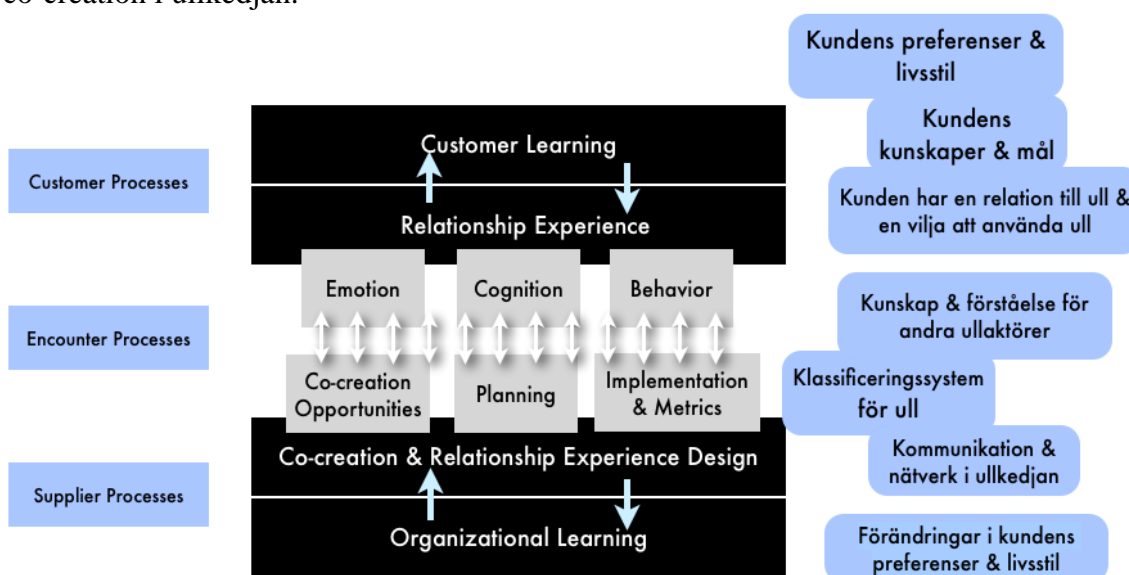 co-creation i ullkedjan.
Kundens preferenser &
livsstil
Customer Learning
Kundens
kunskaper & mål
Customer Processes
Relationship Experience
Kunden har en relation till ull &
en vilja att använda ull
Emotion
Cognition
Behavior
Kunskap & förståelse för
andra ullaktörer
Encounter Processes
Co-creation
Opportunities
Planning
Implementation
& Metrics
Klassificeringssystem
för ull
Co-creation & Relationship Experience Design
Kommunikation &
nätverk i ullkedjan
Supplier Processes
Organizational Learning
Förändringar i kundens
preferenser & livsstil